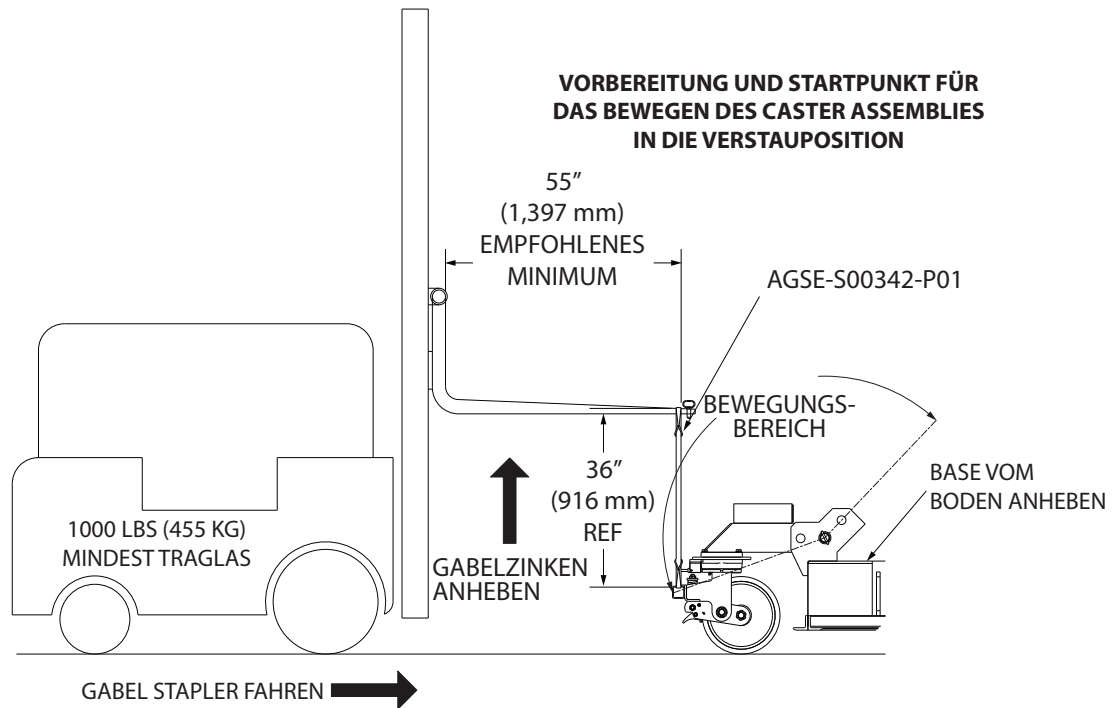 VORBEREITUNG UND STARTPUNKT FÜR
DAS BEWEGEN DES CASTER ASSEMBLIES
IN DIE VERSTAUPOSITION
55”
(1,397 mm)
EMPFOHLENES
MINIMUM
AGSE-S00342-P01
BEWEGUNGS-
BEREICH
36”
(916 mm)
REF
BASE VOM
BODEN ANHEBEN
1000 LBS (455 KG)
MINDEST TRAGLAS
GABELZINKEN
ANHEBEN
GABEL STAPLER FAHREN